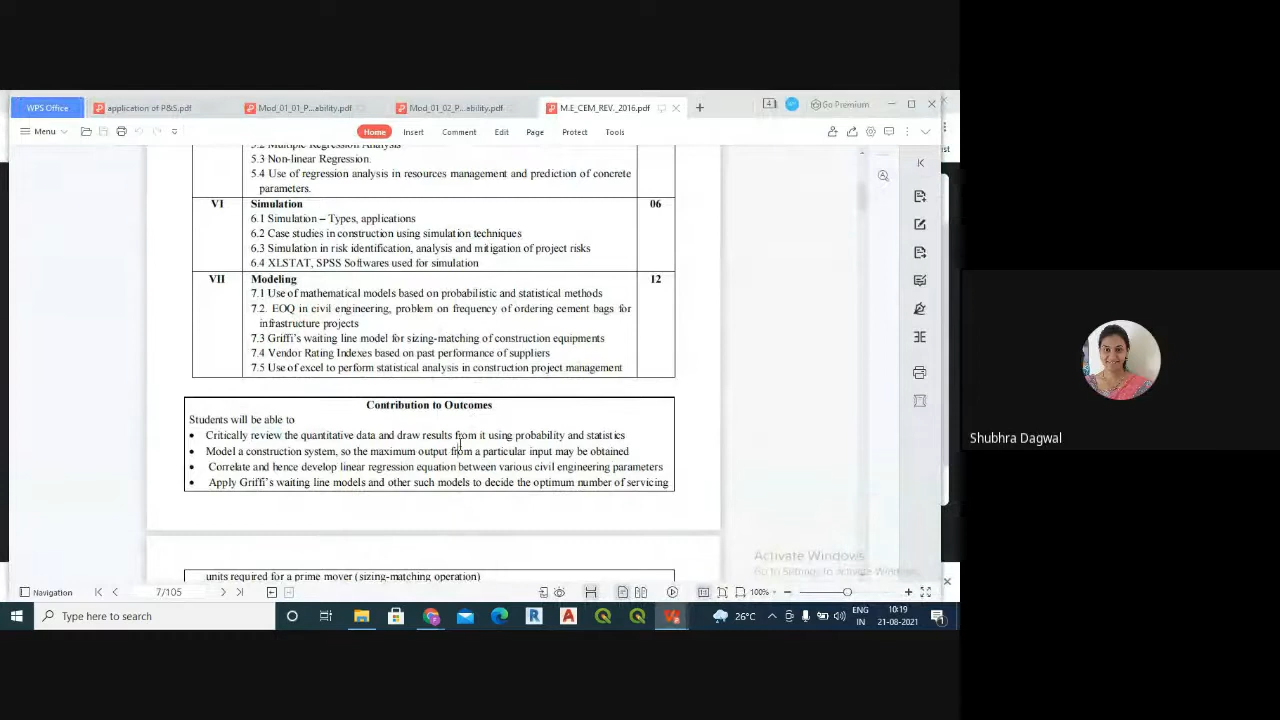 WPS Office
application of P&S.pdf
Mod_01_01_P...ability.pdf
Mod_01_02_P...ability.pdf
M.E_CEM_REV._2016.pdf
4
Go Premium
Menu
Home
Insert
Comment
Edit
Page
Protect
Tools
5.2 Multiple Regression Analysis
5.3 Non-linear Regression.
5.4 Use of regression analysis in resources management and prediction of concrete
parameters.
VI
Simulation
06
6.1 Simulation – Types, applications
6.2 Case studies in construction using simulation techniques
6.3 Simulation in risk identification, analysis and mitigation of project risks
6.4 XLSTAT, SPSS Softwares used for simulation
VII
Modeling
12
7.1 Use of mathematical models based on probabilistic and statistical methods
7.2. EOQ in civil engineering, problem on frequency of ordering cement bags for
infrastructure projects
7.3 Griffi's waiting line model for sizing-matching of construction equipments
7.4 Vendor Rating Indexes based on past performance of suppliers
7.5 Use of excel to perform statistical analysis in construction project management
Contribution to Outcomes
Students will be able to
• Critically review the quantitative data and draw results from it using probability and statistics
• Model a construction system, so the maximum output from a particular input may be obtained
• Correlate and hence develop linear regression equation between various civil engineering parameters
• Apply Griffi's waiting line models and other such models to decide the optimum number of servicing
units required for a prime mover (sizing-matching operation)
Shubhra Dagwal
Activate Windows
Go to Settings to activate Windows.
Navigation
7/105
100%
Type here to search
26°C
ENG
IN
10:19
21-08-2021